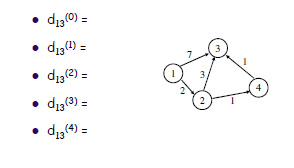 • d₁₃⁽⁰⁾ =
• d₁₃⁽¹⁾ =
• d₁₃⁽²⁾ =
• d₁₃⁽³⁾ =
• d₁₃⁽⁴⁾ =
3
7
1
1
3
4
2
2
1